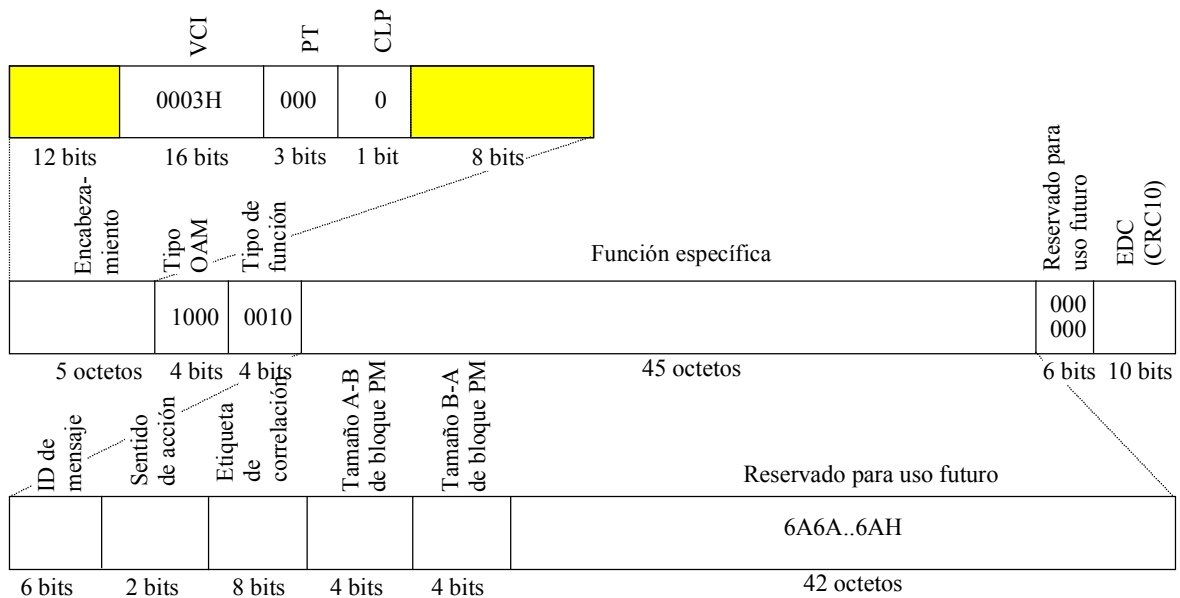 VCI
PT
CLP
0003H
000
0
12 bits
16 bits
3 bits
1 bit
8 bits
Encabeza-
miento
Tipo
OAM
Tipo de
función
Función específica
Reservado para
uso futuro
EDC
(CRC10)
1000
0010
000
000
5 octetos
4 bits
4 bits
45 octetos
6 bits
10 bits
ID de
mensaje
Sentido
de acción
Etiqueta
de
correlación
Tamaño A-B
de bloque PM
Tamaño B-A
de bloque PM
Reservado para uso futuro
6A6A..6AH
6 bits
2 bits
8 bits
4 bits
4 bits
42 octetos